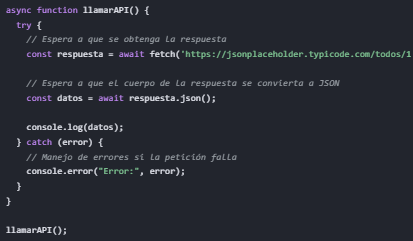 async function llamarAPI() {
  try {
    // Espera a que se obtenga la respuesta
    const respuesta = await fetch('https://jsonplaceholder.typicode.com/todos/1
    // Espera a que el cuerpo de la respuesta se convierta a JSON
    const datos = await respuesta.json();
    console.log(datos);
  } catch (error) {
    // Manejo de errores si la petición falla
    console.error("Error:", error);
  }
}
llamarAPI();